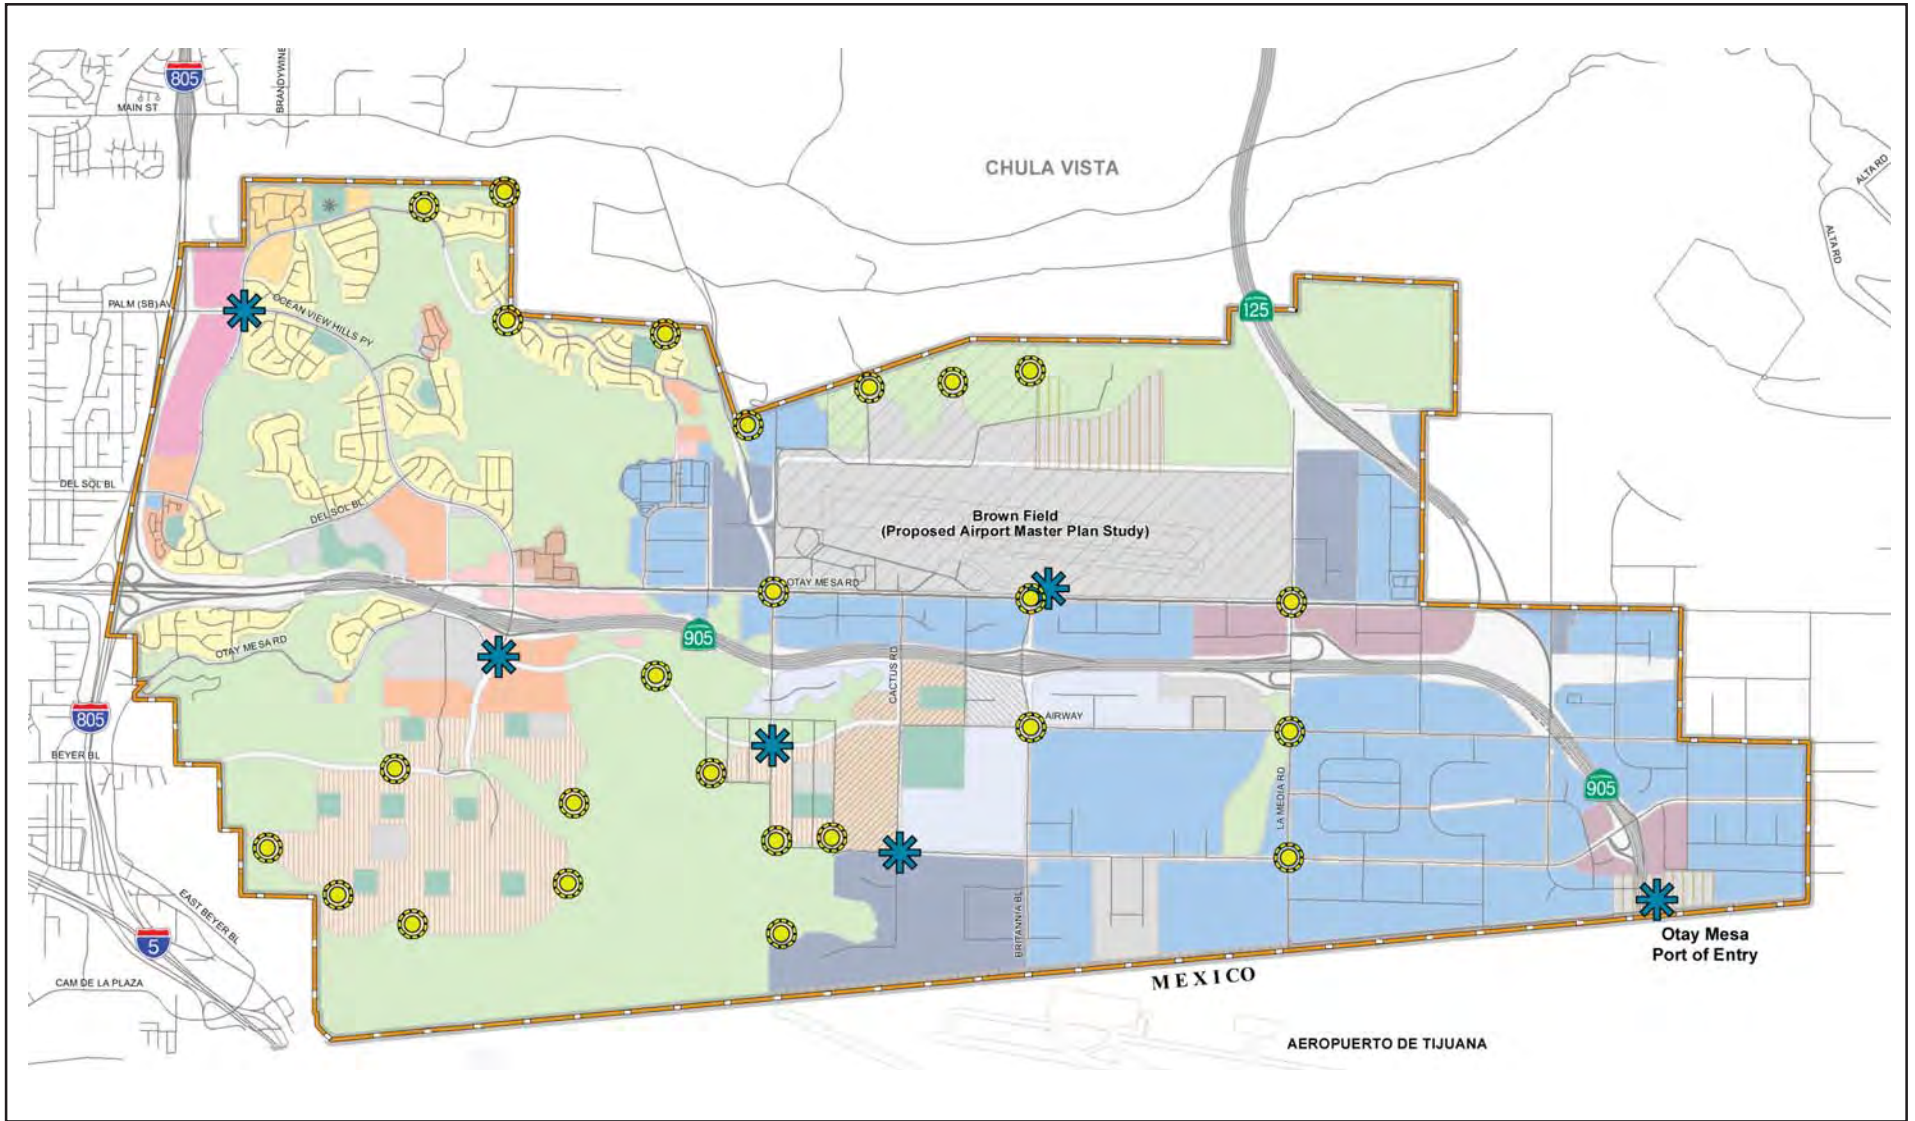 805
MAIN ST
BRANDYWINE
CHULA VISTA
ALTA RD
ALTA RD
PALM (SB) AV
OCEAN VIEW HILLS PY
125
DEL SOL BL
DEL SOL BL
Brown Field
(Proposed Airport Master Plan Study)
OTAY MESA RD
OTAY MESA RD
905
CACTUS RD
805
AIRWAY
BEYER BL
LA MEDIA RD
905
EAST BEYER BL
5
BRITANNIA BL
Otay Mesa
Port of Entry
CAM DE LA PLAZA
MEXICO
AEROPUERTO DE TIJUANA